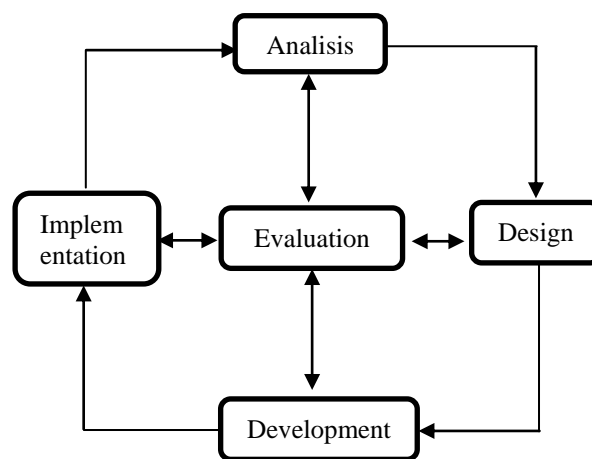 Analisis
Implem
entation
Evaluation
Design
Development